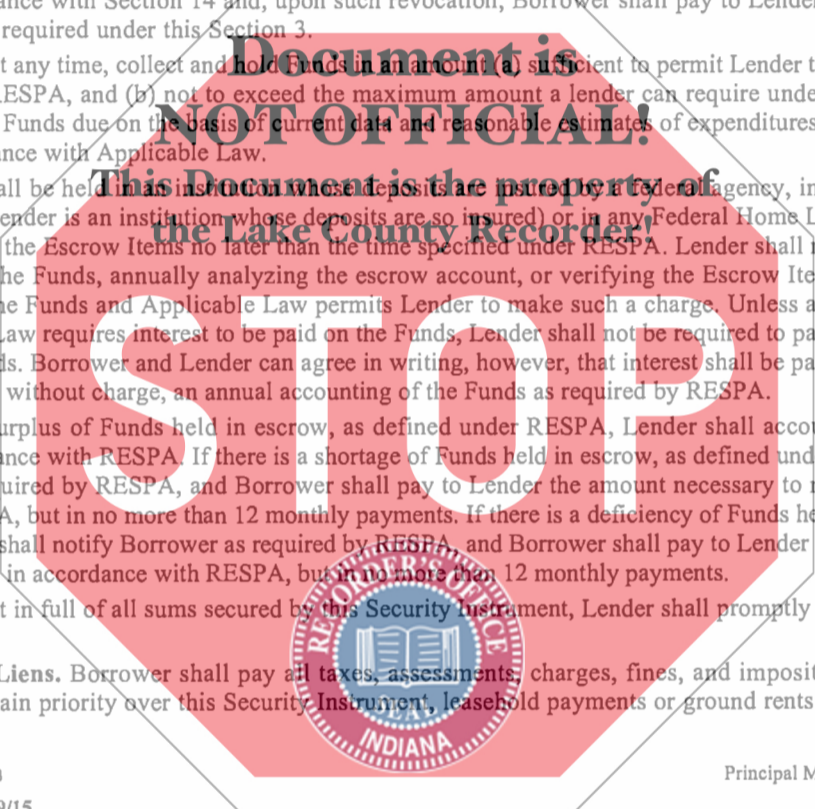 ance with Section 14 and, upon such revocation, Borrower shall pay to Lender
required under this Section 3.
t any time, collect and hold Funds in an amount (a) sufficient to permit Lender t
ESPA, and (b) not to exceed the maximum amount a lender can require unde
Funds due on the basis of current data and reasonable estimates of expenditures
ance with Applicable Law.
all be held in an institution whose deposits are insured by a federal agency, in
ender is an institution whose deposits are so insured) or in any Federal Home L
the Escrow Items no later than the time specified under RESPA. Lender shall
he Funds, annually analyzing the escrow account, or verifying the Escrow Ite
he Funds and Applicable Law permits Lender to make such a charge. Unless a
aw requires interest to be paid on the Funds, Lender shall not be required to pa
ds. Borrower and Lender can agree in writing, however, that interest shall be pa
without charge, an annual accounting of the Funds as required by RESPA.
urplus of Funds held in escrow, as defined under RESPA, Lender shall accou
ance with RESPA. If there is a shortage of Funds held in escrow, as defined und
uired by RESPA, and Borrower shall pay to Lender the amount necessary to
A, but in no more than 12 monthly payments. If there is a deficiency of Funds he
shall notify Borrower as required by RESPA, and Borrower shall pay to Lender
in accordance with RESPA, but in no more than 12 monthly payments.
t in full of all sums secured by this Security Instrument, Lender shall promptly
Liens. Borrower shall pay all taxes, assessments, charges, fines, and imposit
ain priority over this Security Instrument, leasehold payments or ground rents
Principal M
9/15
Document is
NOT OFFICIAL!
This Document is the property of
the Lake County Recorder!
STOP
RECORDER'S OFFICE
SEAL
INDIANA